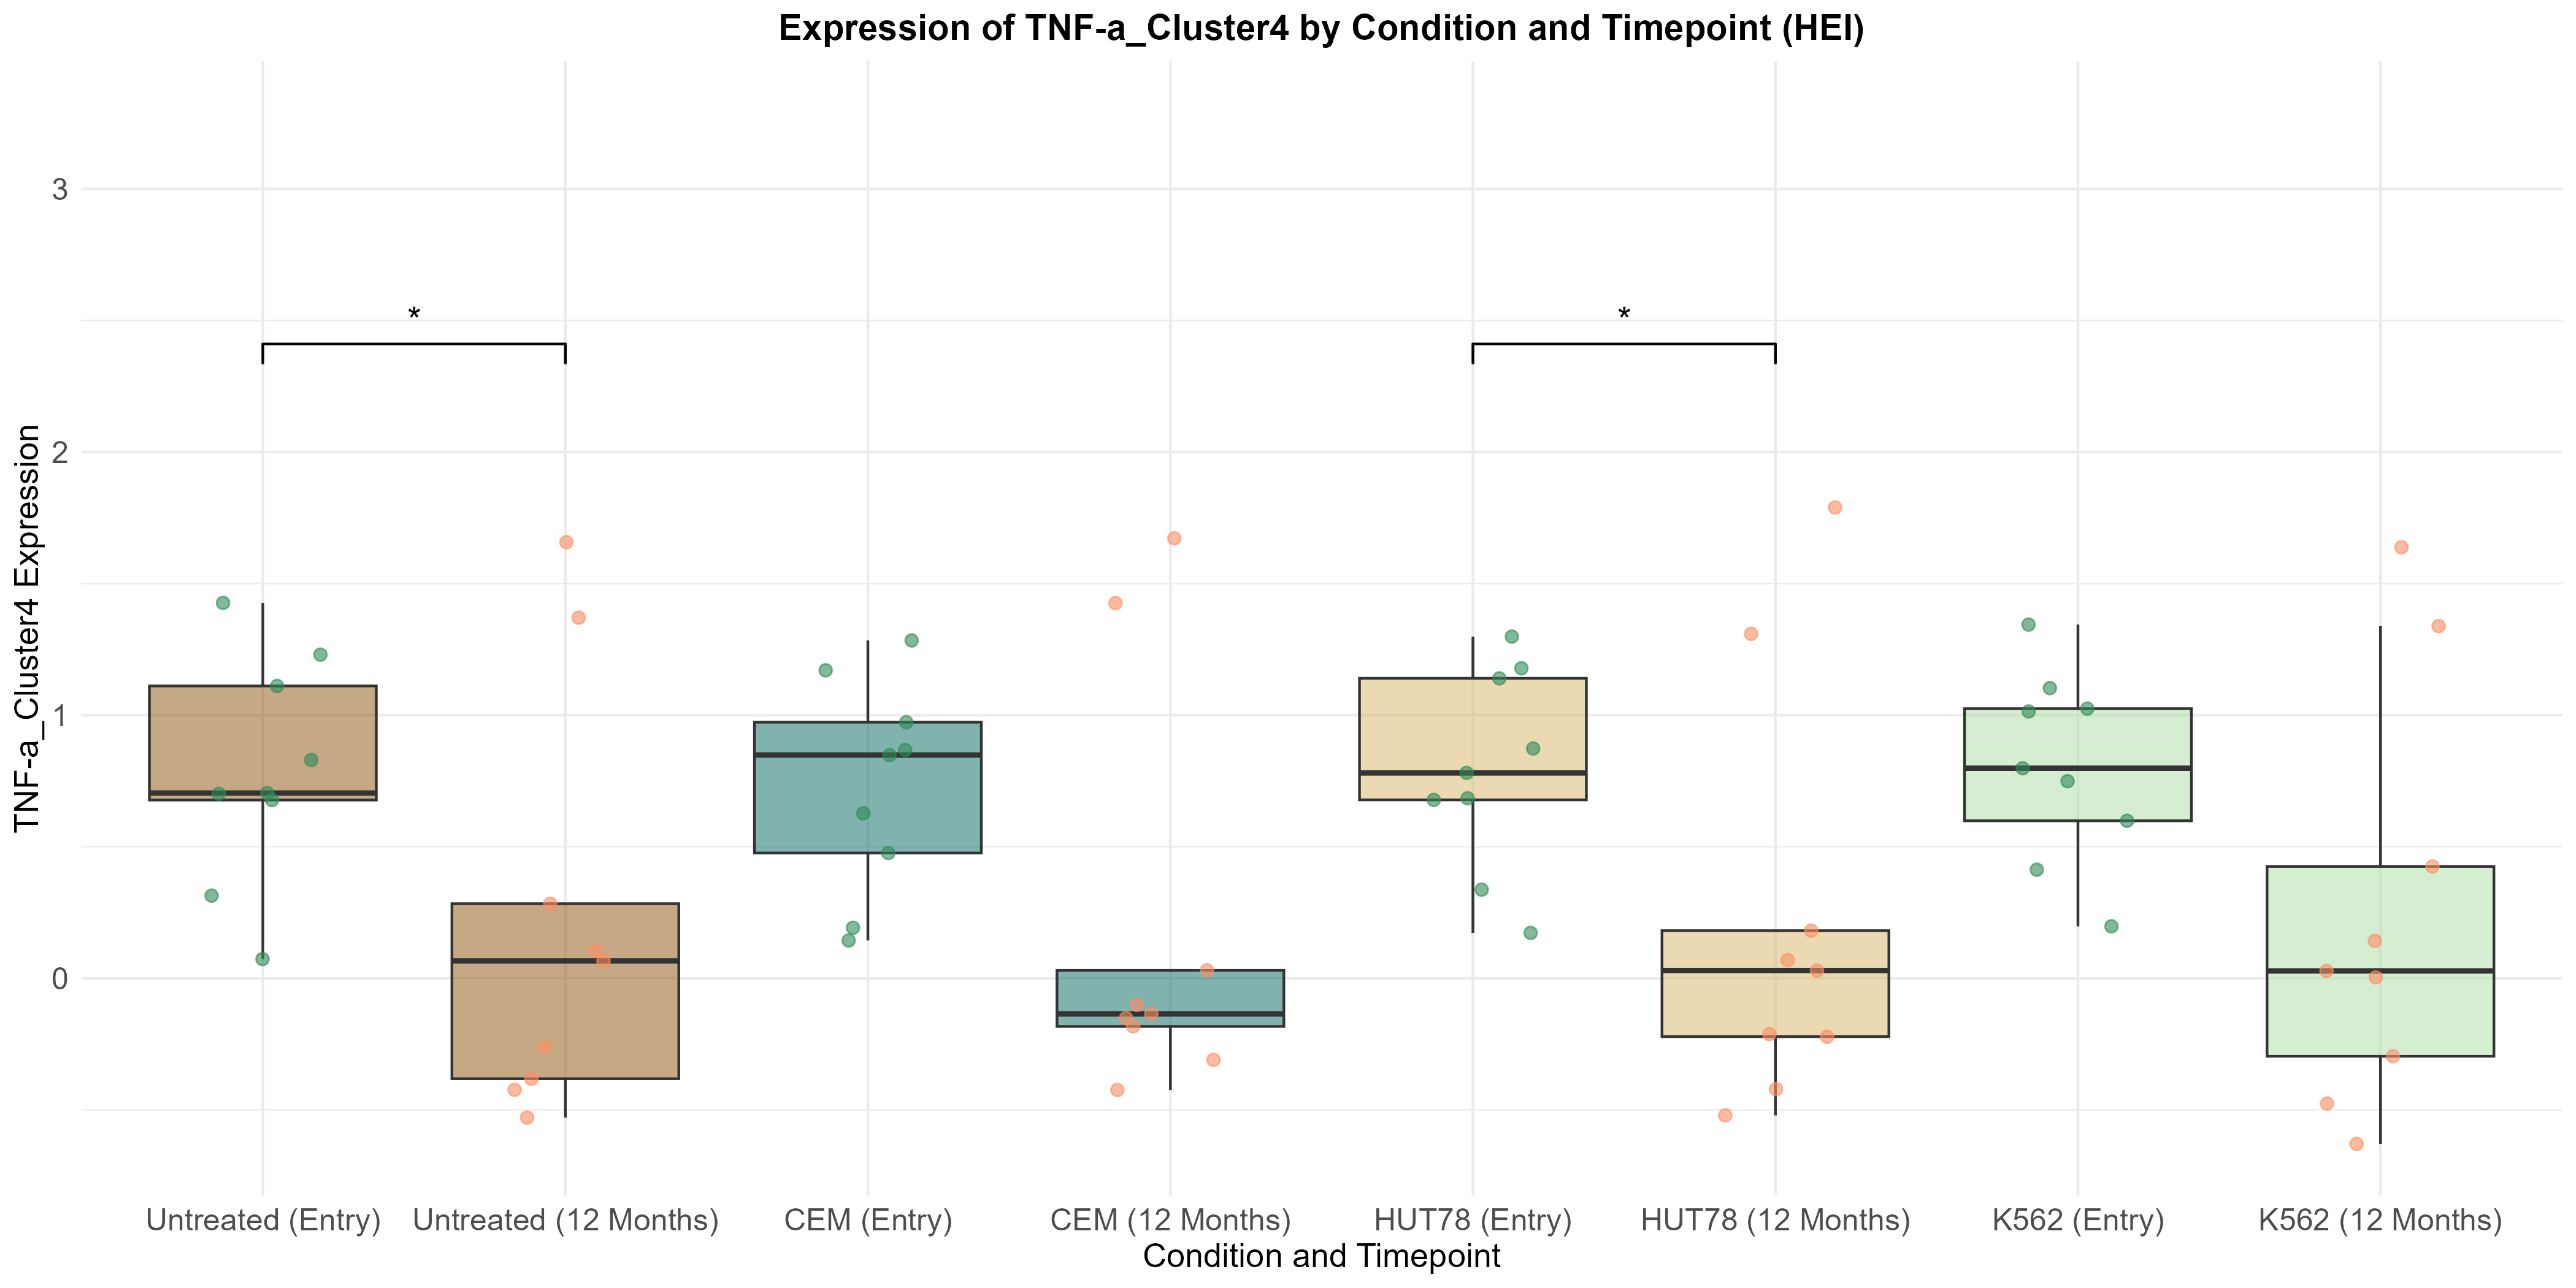 Expression of TNF-a_Cluster4 by Condition and Timepoint (HEI)
TNF-a_Cluster4 Expression
3
2
1
0
*
*
Untreated (Entry)
Untreated (12 Months)
CEM (Entry)
CEM (12 Months)
HUT78 (Entry)
HUT78 (12 Months)
K562 (Entry)
K562 (12 Months)
Condition and Timepoint